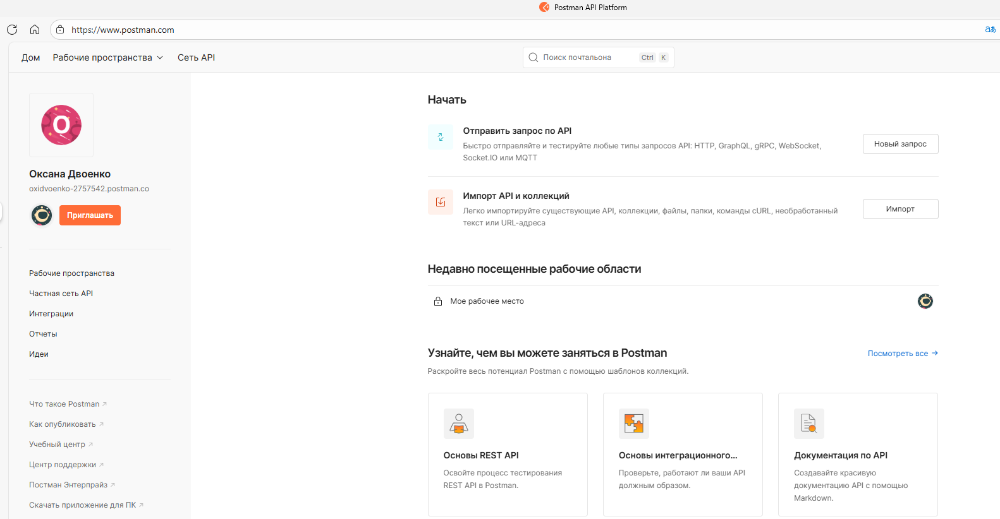 Postman API Platform
https://www.postman.com
aあ
Дом Рабочие пространства Сеть API
Поиск почтальона Ctrl K
O
Оксана Двоенко
oxidvoenko-2757542.postman.co
Приглашать
Рабочие пространства
Частная сеть API
Интеграции
Отчеты
Идеи
Что такое Postman
Как опубликовать
Учебный центр
Центр поддержки
Постман Энтерпрайз
Скачать приложение для ПК
Начать
Отправить запрос по API
Быстро отправляйте и тестируйте любые типы запросов API: HTTP, GraphQL, gRPC, WebSocket,
Socket.IO или MQTT
Новый запрос
Импорт API и коллекций
Легко импортируйте существующие API, коллекции, файлы, папки, команды cURL, необработанный
текст или URL-адреса
Импорт
Недавно посещенные рабочие области
Мое рабочее место
Узнайте, чем вы можете заняться в Postman
Посмотреть все →
Раскройте весь потенциал Postman с помощью шаблонов коллекций.
Основы REST API
Освойте процесс тестирования
REST API в Postman.
Основы интеграционного...
Проверьте, работают ли ваши API
должным образом.
Документация по API
Создавайте красивую
документацию API с помощью
Markdown.